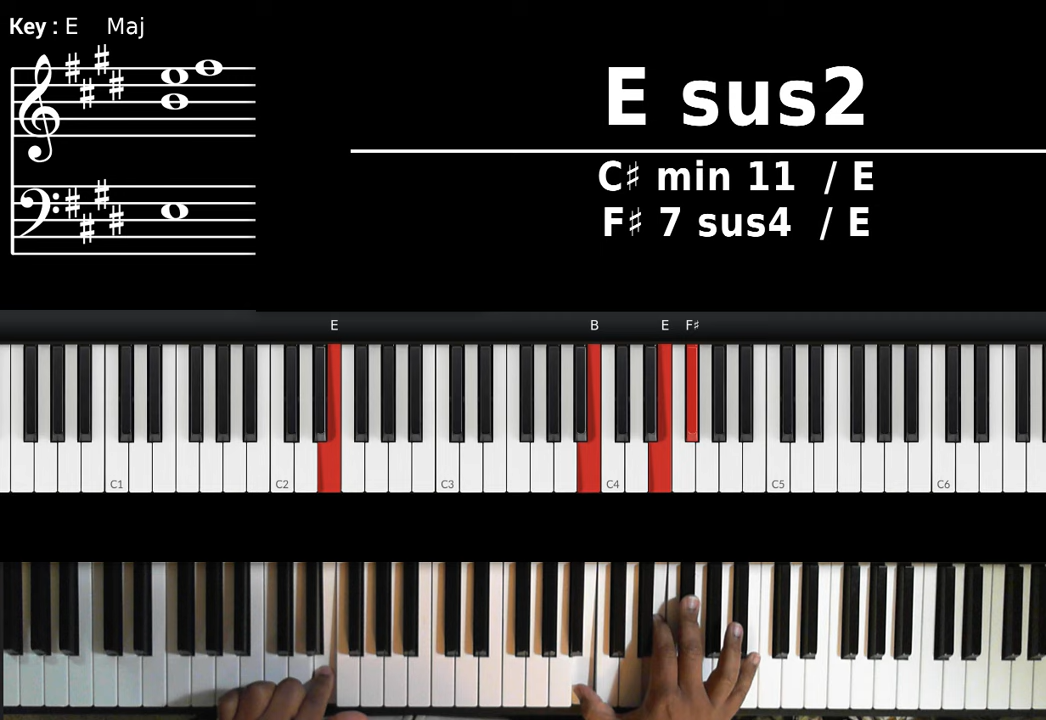 Key : E Maj
E sus2
C♯ min 11 / E
F♯ 7 sus4 / E
E B E F♯
C1 C2 C3 C4 C5 C6